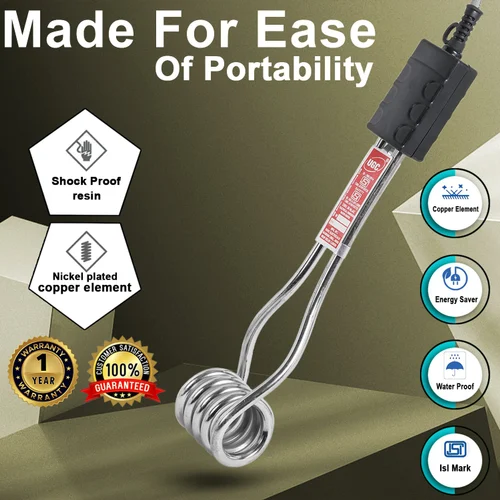 Made For Ease
Of Portability
Shock Proof
resin
Nickel plated
copper element
WARRANTY
1
YEAR
WARRANTY
CUSTOMER SATISFACTION
100%
GUARANTEED
UGC
Copper Element
Energy Saver
Water Proof
IsI Mark